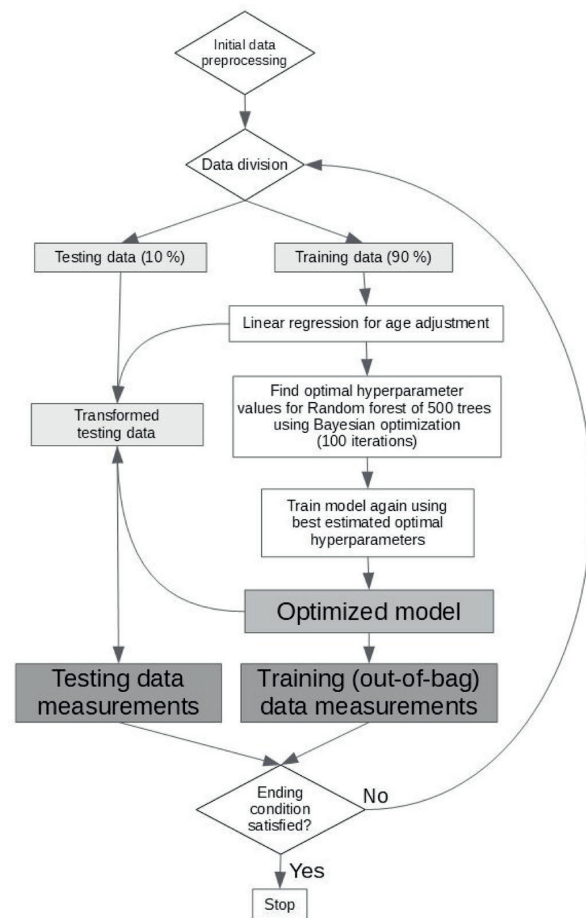 Initial data
preprocessing
Data division
Testing data (10 %)
Training data (90 %)
Linear regression for age adjustment
Find optimal hyperparameter
values for Random forest of 500 trees
using Bayesian optimization
(100 iterations)
Transformed
testing data
Train model again using
best estimated optimal
hyperparameters
Optimized model
Testing data
measurements
Training (out-of-bag)
data measurements
Ending
condition
satisfied?
No
Yes
Stop